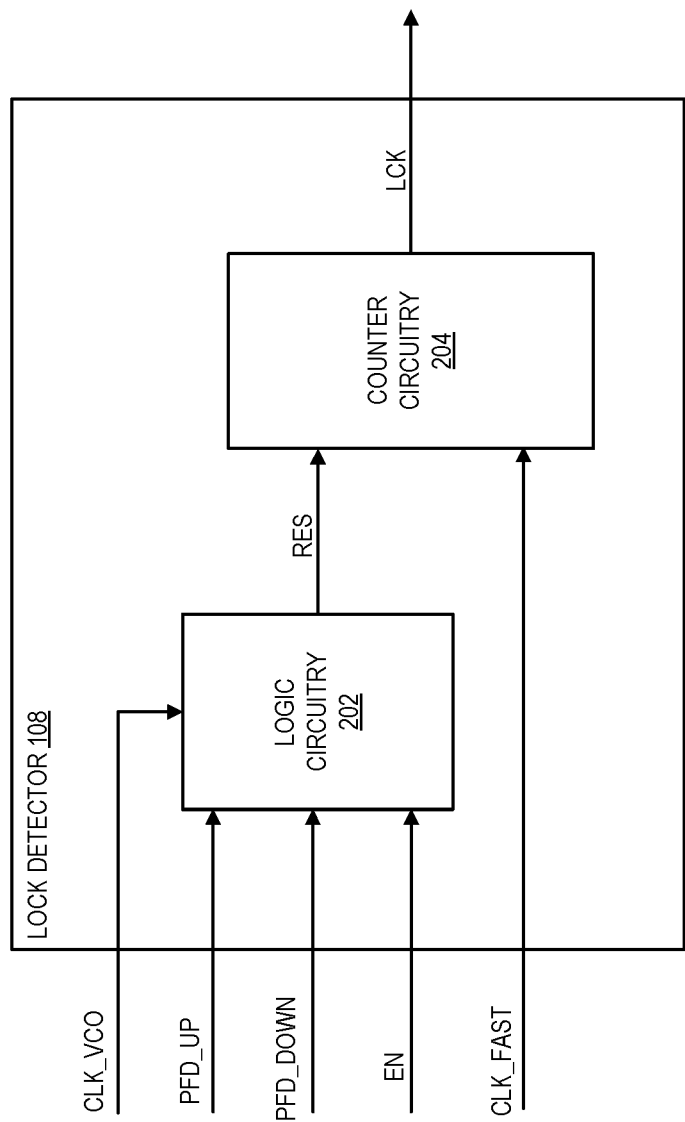 LOCK DETECTOR 108
CLK_VCO
PFD_UP
PFD_DOWN
EN
CLK_FAST
LOGIC
CIRCUITRY
202
RES
COUNTER
CIRCUITRY
204
LCK